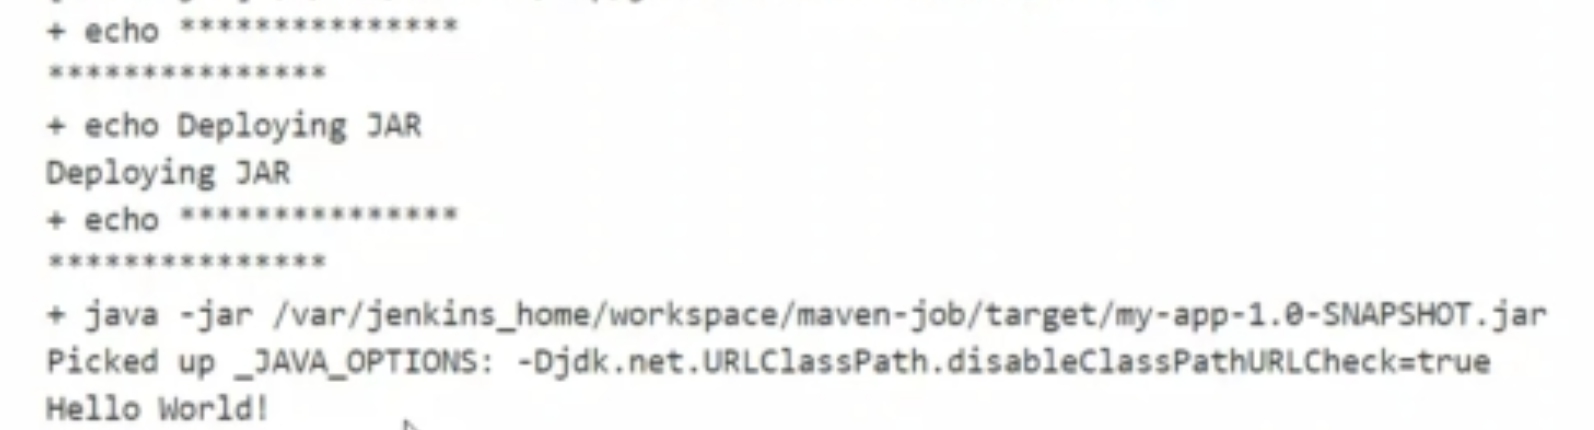 + echo ***************
***************
+ echo Deploying JAR
Deploying JAR
+ echo ***************
***************
+ java -jar /var/jenkins_home/workspace/maven-job/target/my-app-1.0-SNAPSHOT.jar
Picked up _JAVA_OPTIONS: -Djdk.net.URLClassPath.disableClassPathURLCheck=true
Hello World!